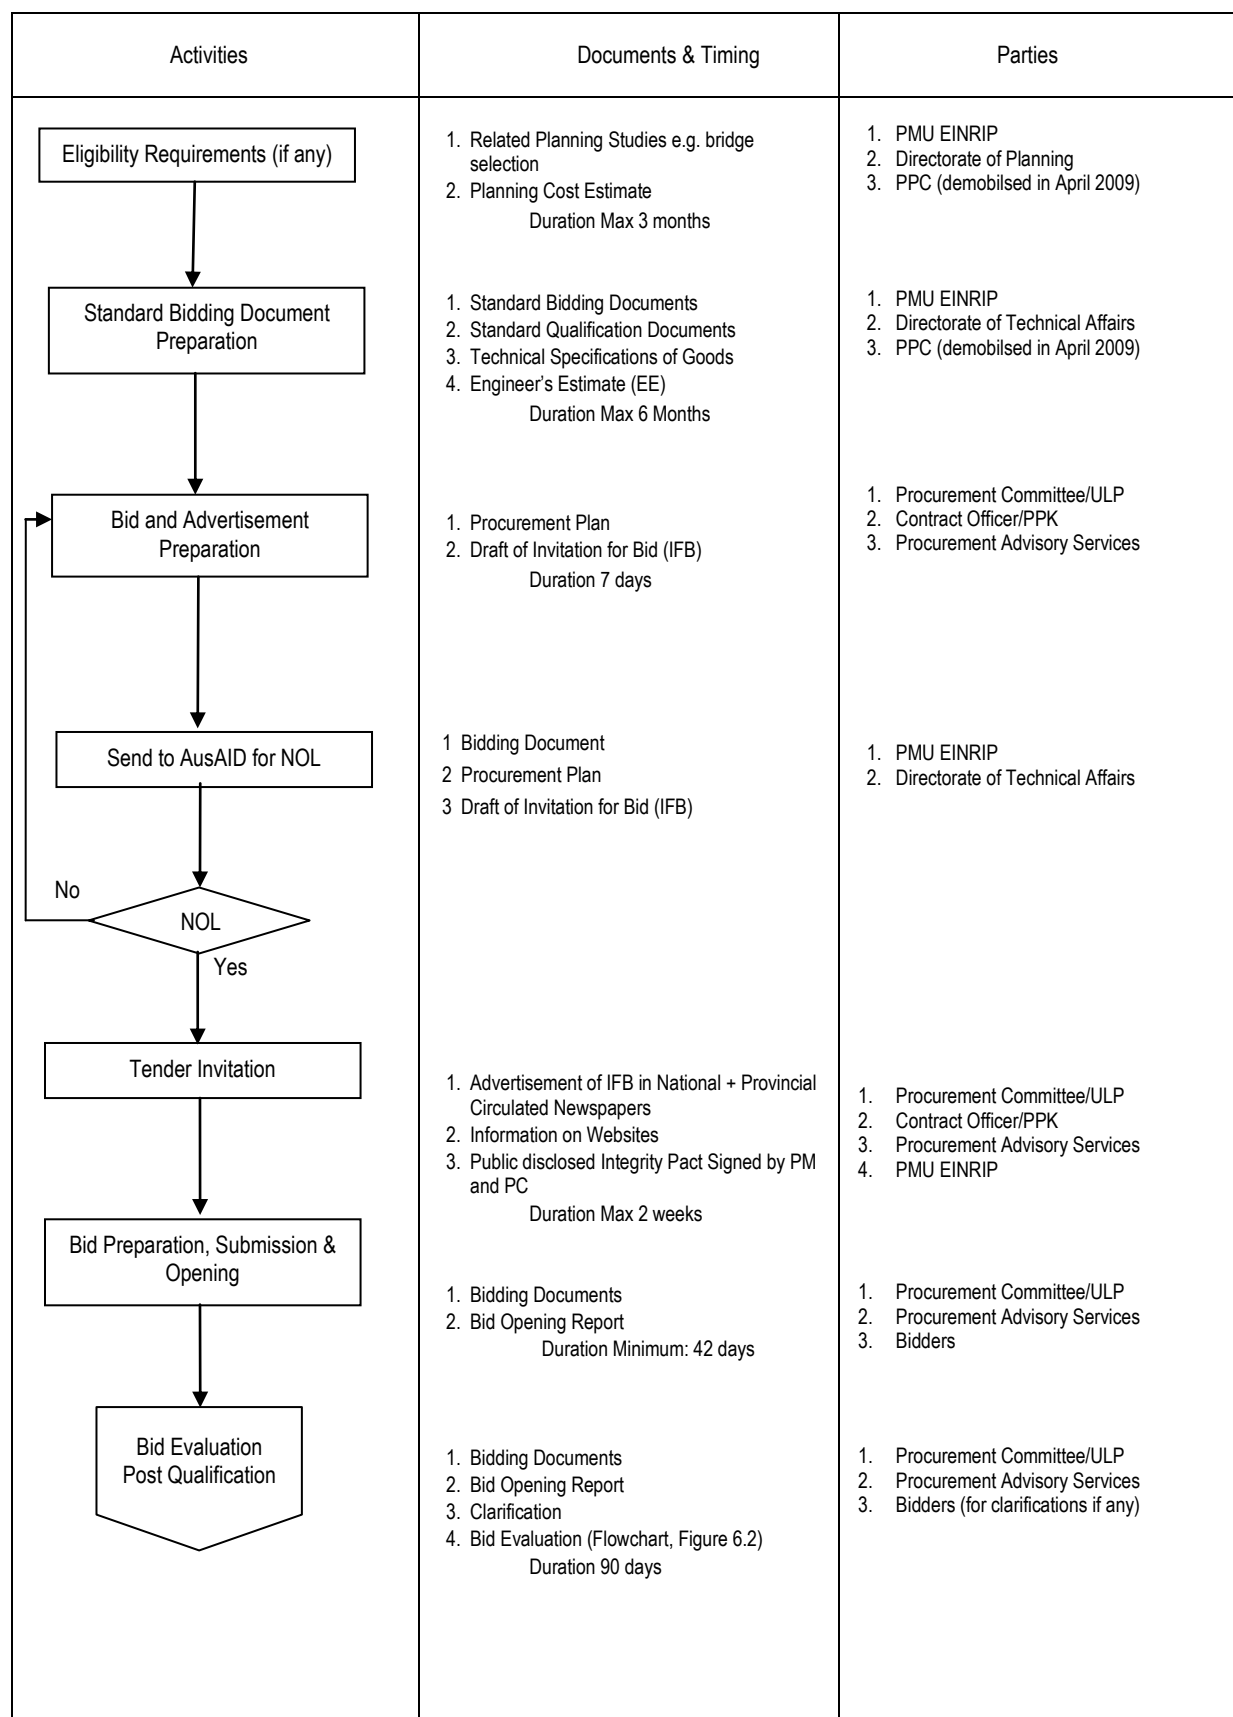 Activities
Documents & Timing
Parties
Eligibility Requirements (if any)
1. Related Planning Studies e.g. bridge
selection
2. Planning Cost Estimate
Duration Max 3 months
1. PMU EINRIP
2. Directorate of Planning
3. PPC (demobilsed in April 2009)
Standard Bidding Document
Preparation
1. Standard Bidding Documents
2. Standard Qualification Documents
3. Technical Specifications of Goods
4. Engineer’s Estimate (EE)
Duration Max 6 Months
1. PMU EINRIP
2. Directorate of Technical Affairs
3. PPC (demobilsed in April 2009)
Bid and Advertisement
Preparation
1. Procurement Plan
2. Draft of Invitation for Bid (IFB)
Duration 7 days
1. Procurement Committee/ULP
2. Contract Officer/PPK
3. Procurement Advisory Services
Send to AusAID for NOL
1 Bidding Document
2 Procurement Plan
3 Draft of Invitation for Bid (IFB)
1. PMU EINRIP
2. Directorate of Technical Affairs
No
NOL
Yes
Tender Invitation
1. Advertisement of IFB in National + Provincial
Circulated Newspapers
2. Information on Websites
3. Public disclosed Integrity Pact Signed by PM
and PC
Duration Max 2 weeks
1. Procurement Committee/ULP
2. Contract Officer/PPK
3. Procurement Advisory Services
4. PMU EINRIP
Bid Preparation, Submission &
Opening
1. Bidding Documents
2. Bid Opening Report
Duration Minimum: 42 days
1. Procurement Committee/ULP
2. Procurement Advisory Services
3. Bidders
Bid Evaluation
Post Qualification
1. Bidding Documents
2. Bid Opening Report
3. Clarification
4. Bid Evaluation (Flowchart, Figure 6.2)
Duration 90 days
1. Procurement Committee/ULP
2. Procurement Advisory Services
3. Bidders (for clarifications if any)